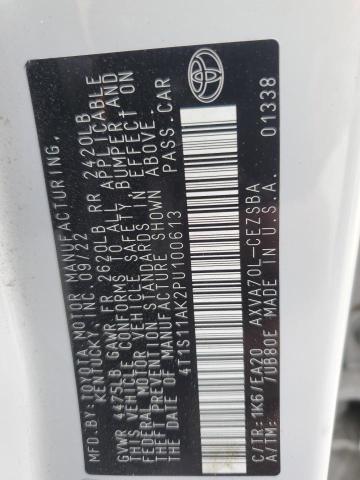 MFD. BY:TOYOTA MOTOR MANUFACTURING,
KENTUCKY, INC. 09/22
GVWR 4475LB GAWR FR 2620LB RR 2420LB
THIS VEHICLE CONFORMS TO ALL APPLICABLE
FEDERAL MOTOR VEHICLE SAFETY, BUMPER, AND
THEFT PREVENTION STANDARDS IN EFFECT ON THE
DATE OF MANUFACTURE SHOWN ABOVE.
4T1S11AK2PU100613 PASS.CAR
C/TR:1K6/EA20 AXVA70L-CEZSBA
A/TM: 7UB80E MADE IN U.S.A. 01338